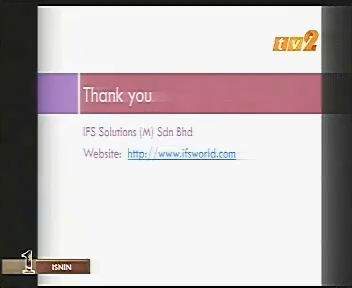 tv2
Thank you
IFS Solutions (M) Sdn Bhd
Website: http://www.ifsworld.com
1
ISNIN